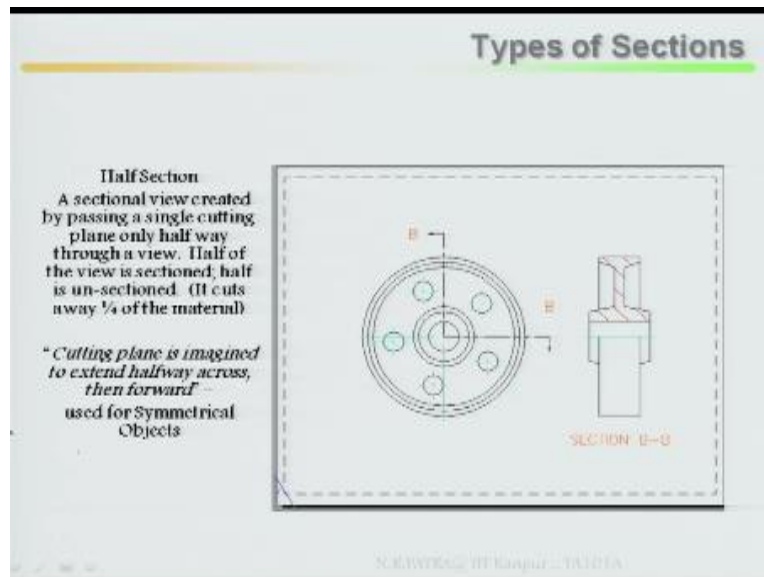 Types of Sections
Half Section
A sectional view created
by passing a single cutting
plane only half way
through a view. Half of
the view is sectioned; half
is un-sectioned. (It cuts
away ¼ of the material)
"Cutting plane is imagined
to extend halfway across,
then forward" –
used for Symmetrical
Objects
B
B
SECTION B-B
IIT Kanpur